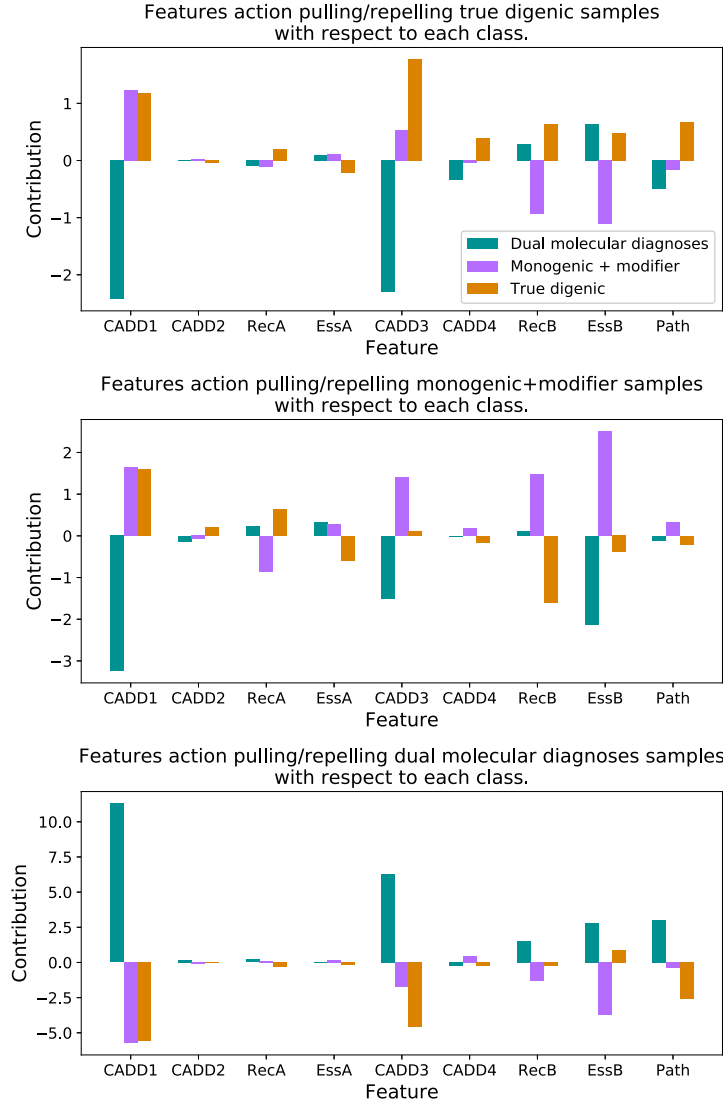 Features action pulling/repelling true digenic samples
with respect to each class.
1
0
−1
−2
Contribution
Dual molecular diagnoses
Monogenic + modifier
True digenic
CADD1 CADD2 RecA EssA CADD3 CADD4 RecB EssB Path
Feature
Features action pulling/repelling monogenic+modifier samples
with respect to each class.
2
1
0
−1
−2
−3
Contribution
CADD1 CADD2 RecA EssA CADD3 CADD4 RecB EssB Path
Feature
Features action pulling/repelling dual molecular diagnoses samples
with respect to each class.
10.0
7.5
5.0
2.5
0.0
−2.5
−5.0
Contribution
CADD1 CADD2 RecA EssA CADD3 CADD4 RecB EssB Path
Feature